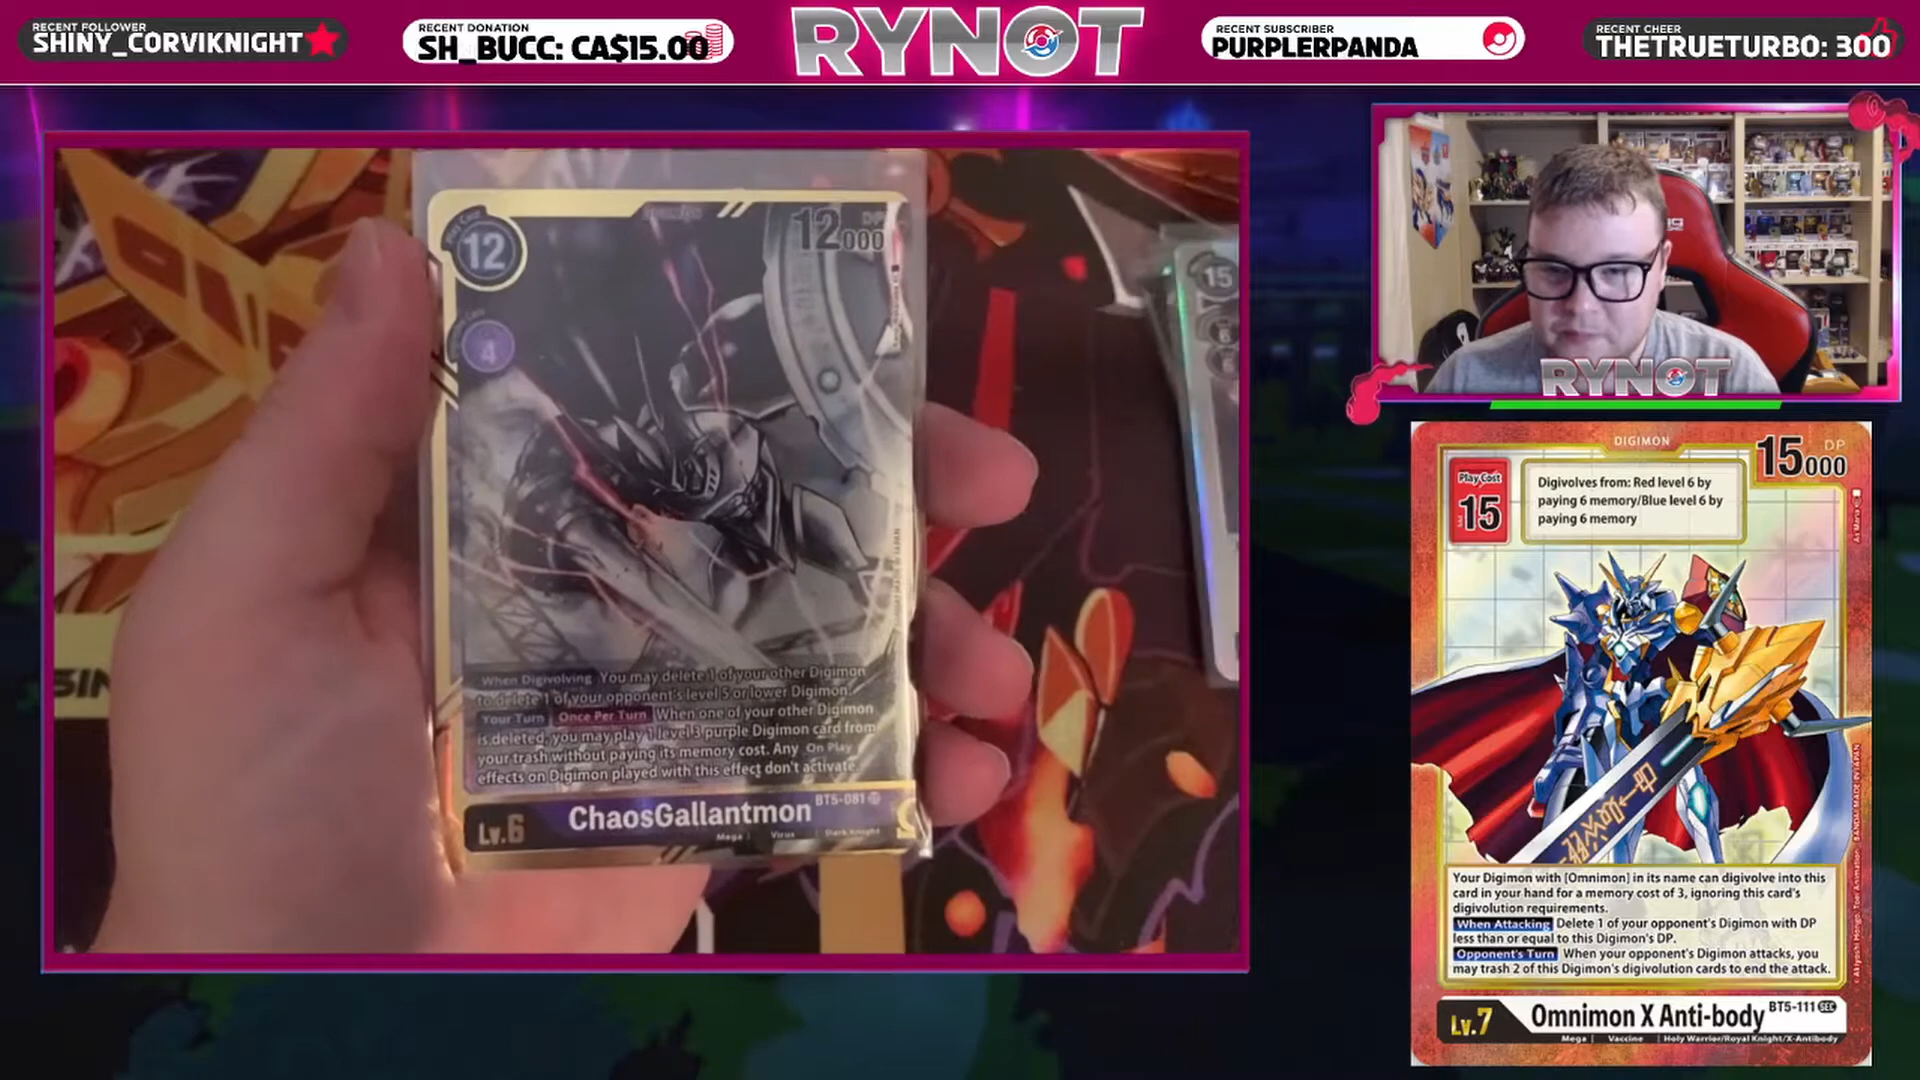 RECENT FOLLOWER
SHINY_CORVIKNIGHT
RECENT DONATION
SH_BUCC: CA$15.00
RYNOT
RECENT SUBSCRIBER
PURPLERPANDA
RECENT CHEER
THETRUETURBO: 300
12
12000
DP
4
When Digivolving You may delete 1 of your other Digimon
to delete 1 of your opponent's level 5 or lower Digimon.
Your Turn Once Per Turn When one of your other Digimon
is deleted, you may play 1 level 3 purple Digimon card from
your trash without paying its memory cost. Any On Play
effects on Digimon played with this effect don't activate.
ChaosGallantmon BT5-081
Lv.6
Mega Virus Dark Knight
15
RYNOT
DIGIMON
15000
DP
Play Cost
15
Digivolves from: Red level 6 by
paying 6 memory/Blue level 6 by
paying 6 memory
Your Digimon with [Omnimon] in its name can digivolve into this
card in your hand for a memory cost of 3, ignoring this card's
digivolution requirements.
When Attacking Delete 1 of your opponent's Digimon with DP
less than or equal to this Digimon's DP.
Opponent's Turn When your opponent's Digimon attacks, you
may trash 2 of this Digimon's digivolution cards to end the attack.
Lv.7 Omnimon X Anti-body BT5-111 SEC
Mega | Vaccine | Holy Warrior/Royal Knight/X-Antibody